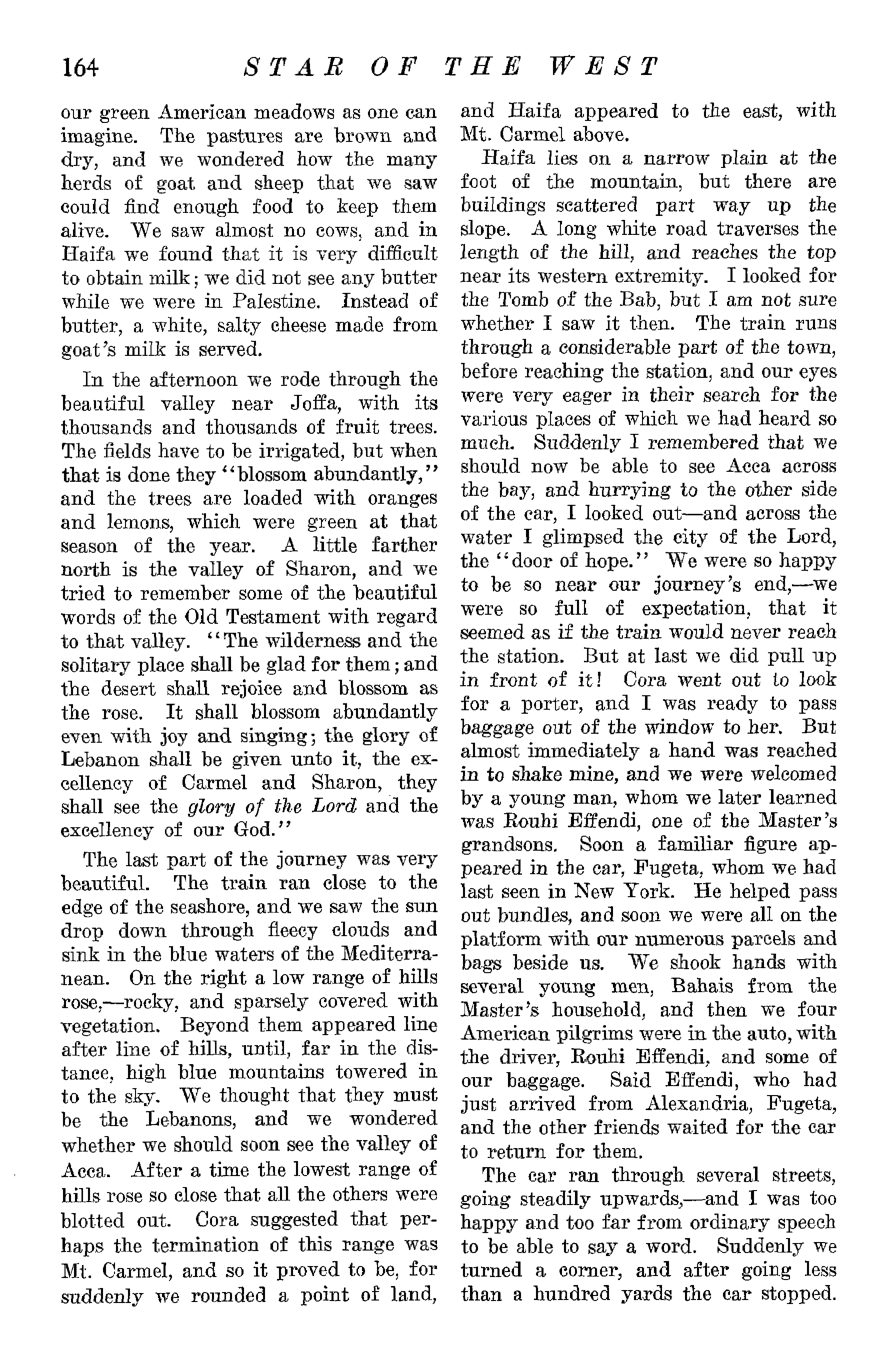 164 STAR OF THE WEST
our green American meadows as one can
imagine. The pastures are brown and
dry, and we wondered how the many
herds of goat and sheep that we saw
could find enough food to keep them
alive. We saw almost no cows, and in
Haifa we found that it is very difficult
to obtain milk; we did not see any butter
while we were in Palestine. Instead of
butter, a white, salty cheese made from
goat's milk is served.
In the afternoon we rode through the
beautiful valley near Joffa, with its
thousands and thousands of fruit trees.
The fields have to be irrigated, but when
that is done they "blossom abundantly,"
and the trees are loaded with oranges
and lemons, which were green at that
season of the year. A little farther
north is the valley of Sharon, and we
tried to remember some of the beautiful
words of the Old Testament with regard
to that valley. "The wilderness and the
solitary place shall be glad for them; and
the desert shall rejoice and blossom as
the rose. It shall blossom abundantly
even with joy and singing; the glory of
Lebanon shall be given unto it, the ex-
cellency of Carmel and Sharon, they
shall see the glory of the Lord and the
excellency of our God."
The last part of the journey was very
beautiful. The train ran close to the
edge of the seashore, and we saw the sun
drop down through fleecy clouds and
sink in the blue waters of the Mediterra-
nean. On the right a low range of hills
rose,—rocky, and sparsely covered with
vegetation. Beyond them appeared line
after line of hills, until, far in the dis-
tance, high blue mountains towered in
to the sky. We thought that they must
be the Lebanons, and we wondered
whether we should soon see the valley of
Acca. After a time the lowest range of
hills rose so close that all the others were
blotted out. Cora suggested that per-
haps the termination of this range was
Mt. Carmel, and so it proved to be, for
suddenly we rounded a point of land,
and Haifa appeared to the east, with
Mt. Carmel above.
Haifa lies on a narrow plain at the
foot of the mountain, but there are
buildings scattered part way up the
slope. A long white road traverses the
length of the hill, and reaches the top
near its western extremity. I looked for
the Tomb of the Bab, but I am not sure
whether I saw it then. The train runs
through a considerable part of the town,
before reaching the station, and our eyes
were very eager in their search for the
various places of which we had heard so
much. Suddenly I remembered that we
should now be able to see Acca across
the bay, and hurrying to the other side
of the car, I looked out—and across the
water I glimpsed the city of the Lord,
the "door of hope." We were so happy
to be so near our journey's end,—we
were so full of expectation, that it
seemed as if the train would never reach
the station. But at last we did pull up
in front of it! Cora went out to look
for a porter, and I was ready to pass
baggage out of the window to her. But
almost immediately a hand was reached
in to shake mine, and we were welcomed
by a young man, whom we later learned
was Rouhi Effendi, one of the Master's
grandsons. Soon a familiar figure ap-
peared in the car, Fugeta, whom we had
last seen in New York. He helped pass
out bundles, and soon we were all on the
platform with our numerous parcels and
bags beside us. We shook hands with
several young men, Bahais from the
Master's household, and then we four
American pilgrims were in the auto, with
the driver, Rouhi Effendi, and some of
our baggage. Said Effendi, who had
just arrived from Alexandria, Fugeta,
and the other friends waited for the car
to return for them.
The car ran through several streets,
going steadily upwards,—and I was too
happy and too far from ordinary speech
to be able to say a word. Suddenly we
turned a corner, and after going less
than a hundred yards the car stopped.